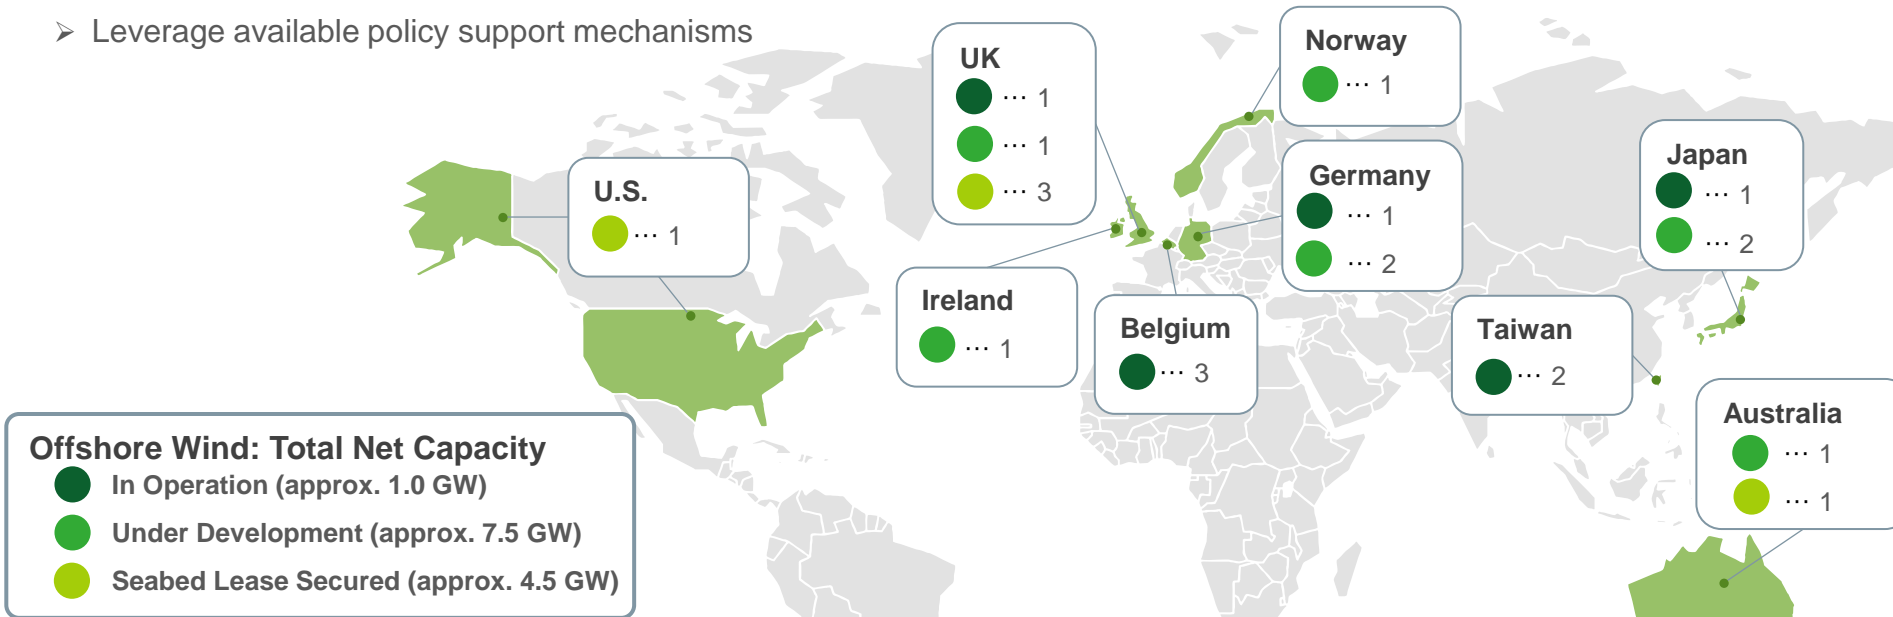 ➢ Leverage available policy support mechanisms
UK
⋯ 1
⋯ 1
⋯ 3
Norway
⋯ 1
U.S.
⋯ 1
Germany
⋯ 1
⋯ 2
Japan
⋯ 1
⋯ 2
Ireland
⋯ 1
Belgium
⋯ 3
Taiwan
⋯ 2
Australia
⋯ 1
⋯ 1
Offshore Wind: Total Net Capacity
In Operation (approx. 1.0 GW)
Under Development (approx. 7.5 GW)
Seabed Lease Secured (approx. 4.5 GW)